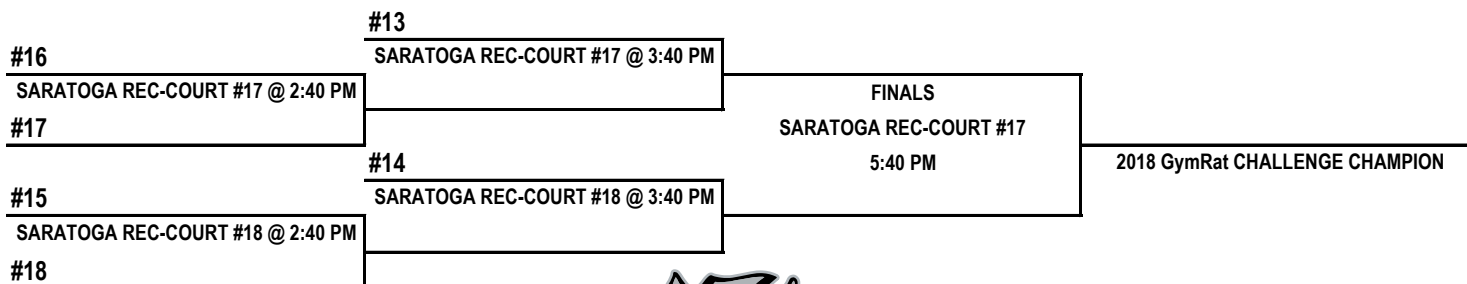 #13
#16
SARATOGA REC-COURT #17 @ 3:40 PM
SARATOGA REC-COURT #17 @ 2:40 PM
FINALS
#17
SARATOGA REC-COURT #17
#14
5:40 PM
2018 GymRat CHALLENGE CHAMPION
#15
SARATOGA REC-COURT #18 @ 3:40 PM
SARATOGA REC-COURT #18 @ 2:40 PM
#18